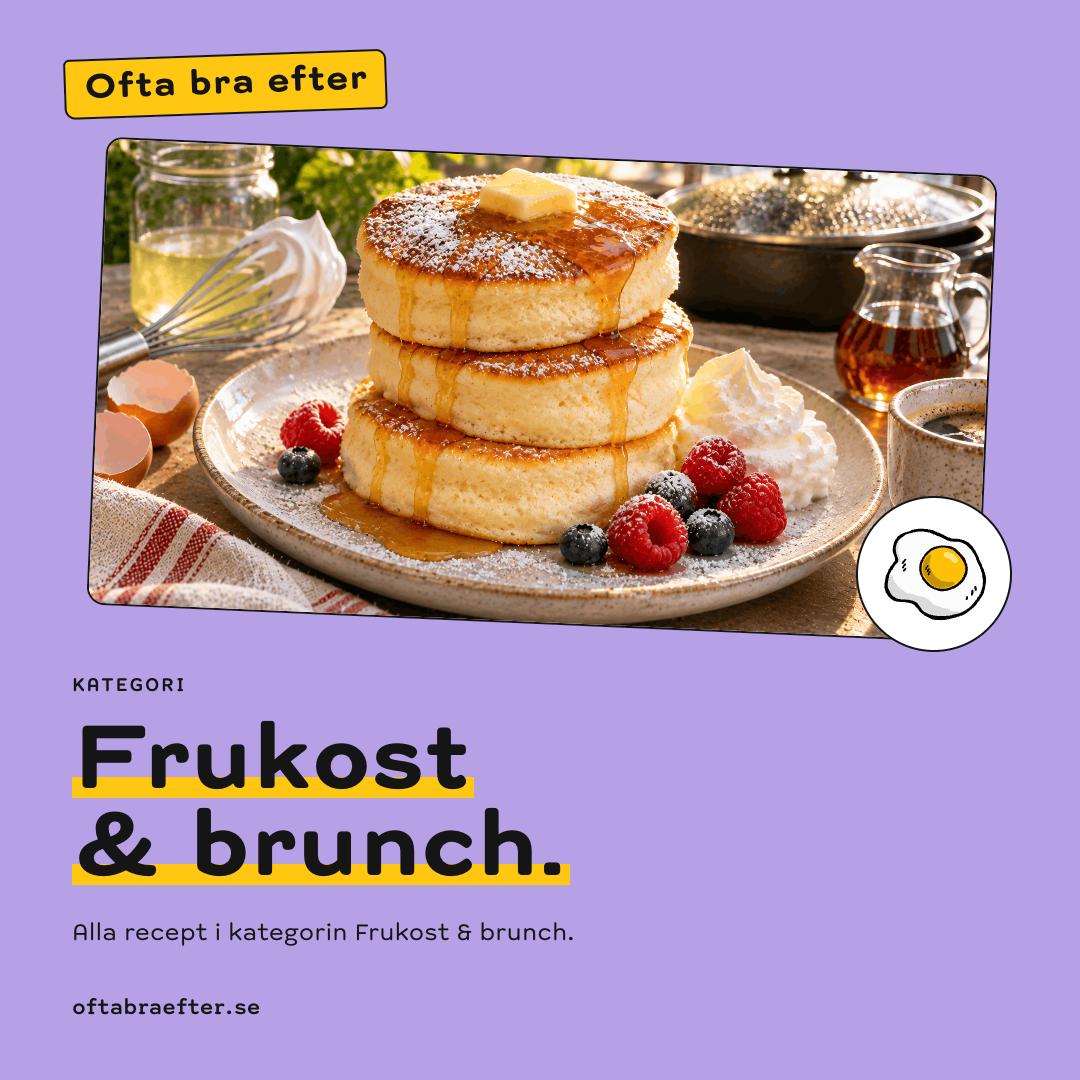 Ofta bra efter
KATEGORI
Frukost
& brunch.
Alla recept i kategorin Frukost & brunch.
oftabraefter.se